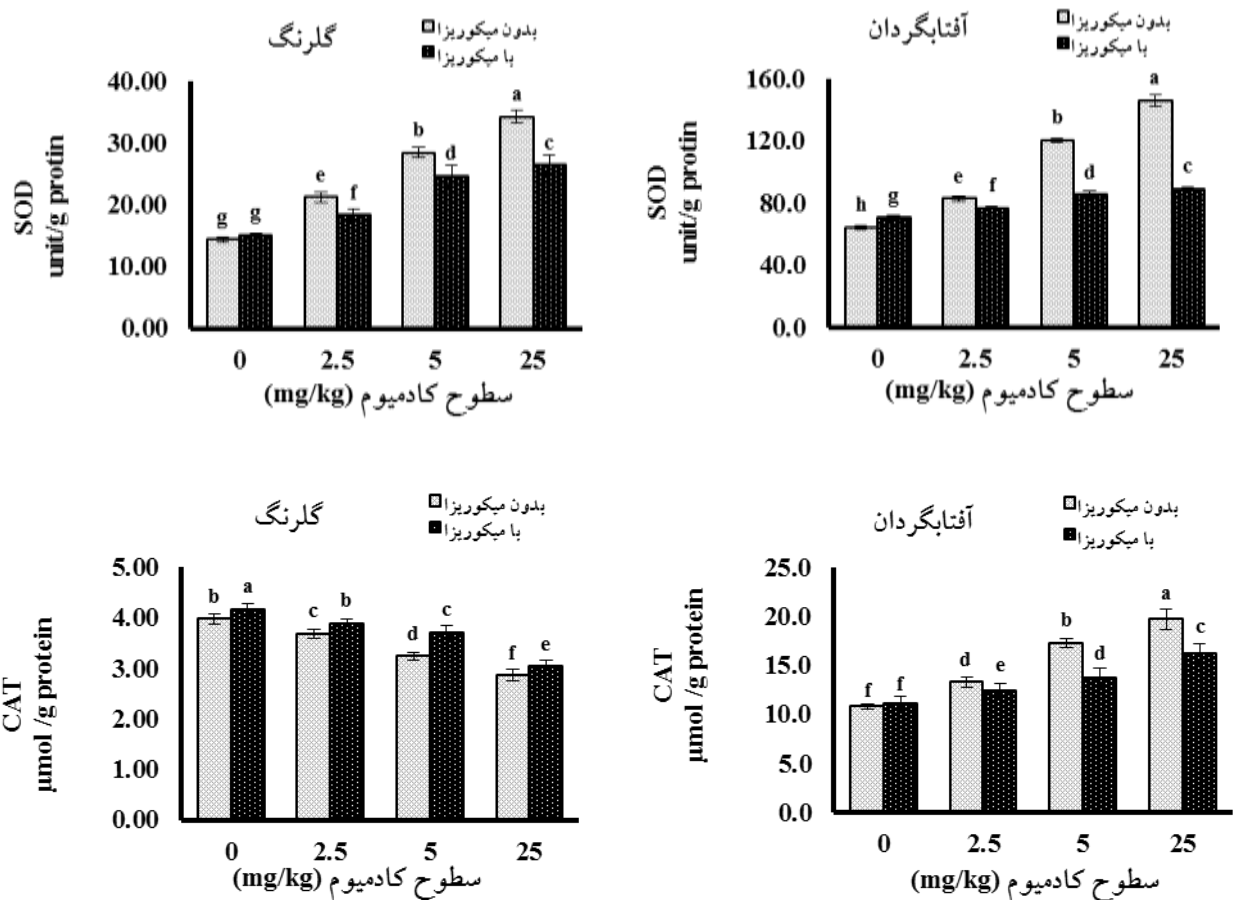 گلرنگ
بدون میکوریزا
با میکوریزا
40.00
30.00
20.00
10.00
0.00
SOD
unit/g protin
g g e f b d a c
0 2.5 5 25
سطوح کادمیوم (mg/kg)
آفتابگردان
بدون میکوریزا
با میکوریزا
160.0
120.0
80.0
40.0
0.0
SOD
unit/g protin
h g e f b d a c
0 2.5 5 25
سطوح کادمیوم (mg/kg)
گلرنگ
بدون میکوریزا
با میکوریزا
5.00
4.00
3.00
2.00
1.00
0.00
CAT
µmol /g protein
b a c b d c f e
0 2.5 5 25
سطوح کادمیوم (mg/kg)
آفتابگردان
بدون میکوریزا
با میکوریزا
25.0
20.0
15.0
10.0
5.0
0.0
CAT
µmol /g protein
f f d e b d a c
0 2.5 5 25
سطوح کادمیوم (mg/kg)